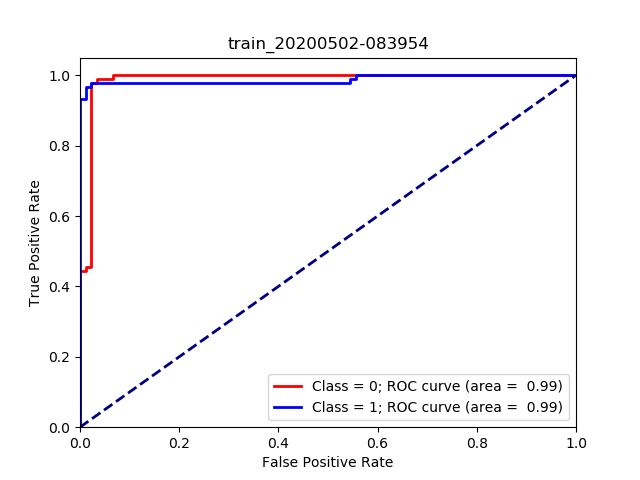 train_20200502-083954
True Positive Rate
1.0
0.8
0.6
0.4
0.2
0.0
Class = 0; ROC curve (area =  0.99)
Class = 1; ROC curve (area =  0.99)
0.0 0.2 0.4 0.6 0.8 1.0
False Positive Rate